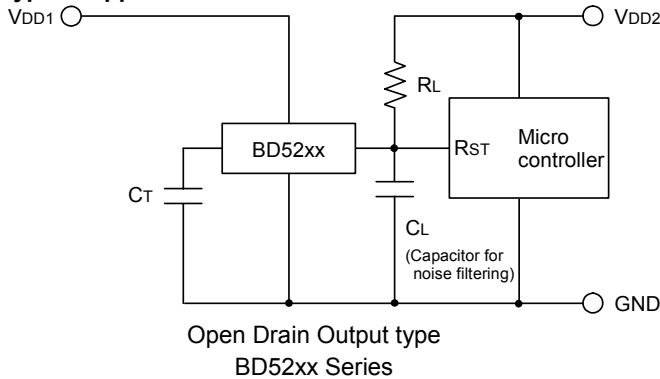 VDD1
VDD2
RL
BD52xx
RST
Micro
controller
CT
CL
(Capacitor for
noise filtering)
GND
Open Drain Output type
BD52xx Series